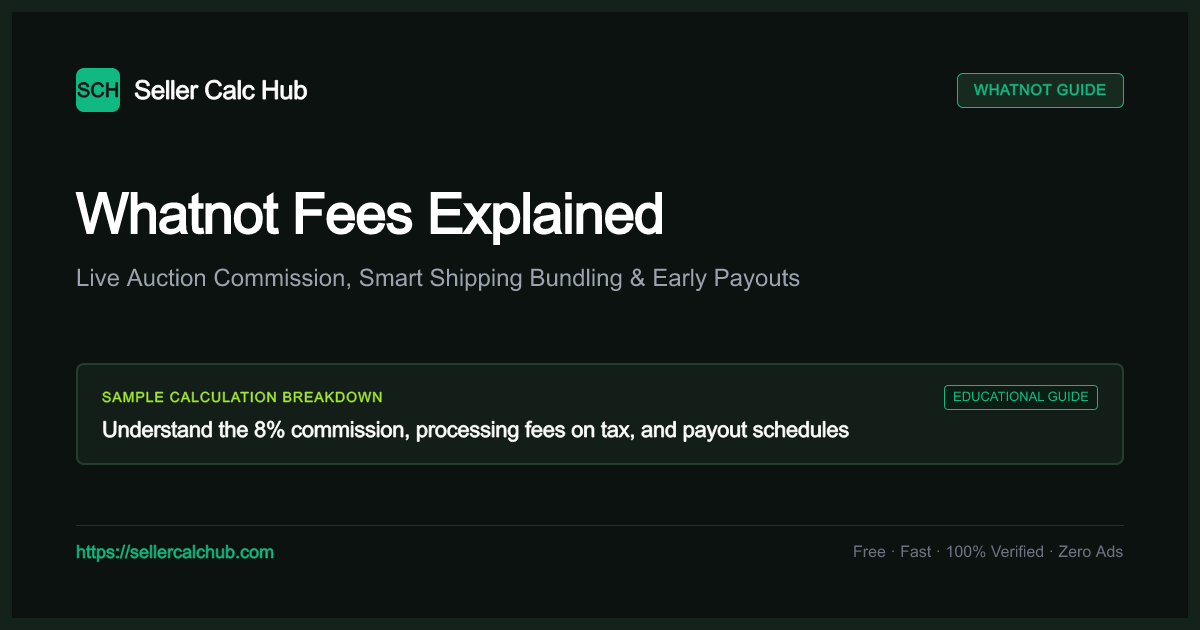 SCH Seller Calc Hub
WHATNOT GUIDE
Whatnot Fees Explained
Live Auction Commission, Smart Shipping Bundling & Early Payouts
SAMPLE CALCULATION BREAKDOWN
EDUCATIONAL GUIDE
Understand the 8% commission, processing fees on tax, and payout schedules
https://sellercalchub.com
Free · Fast · 100% Verified · Zero Ads